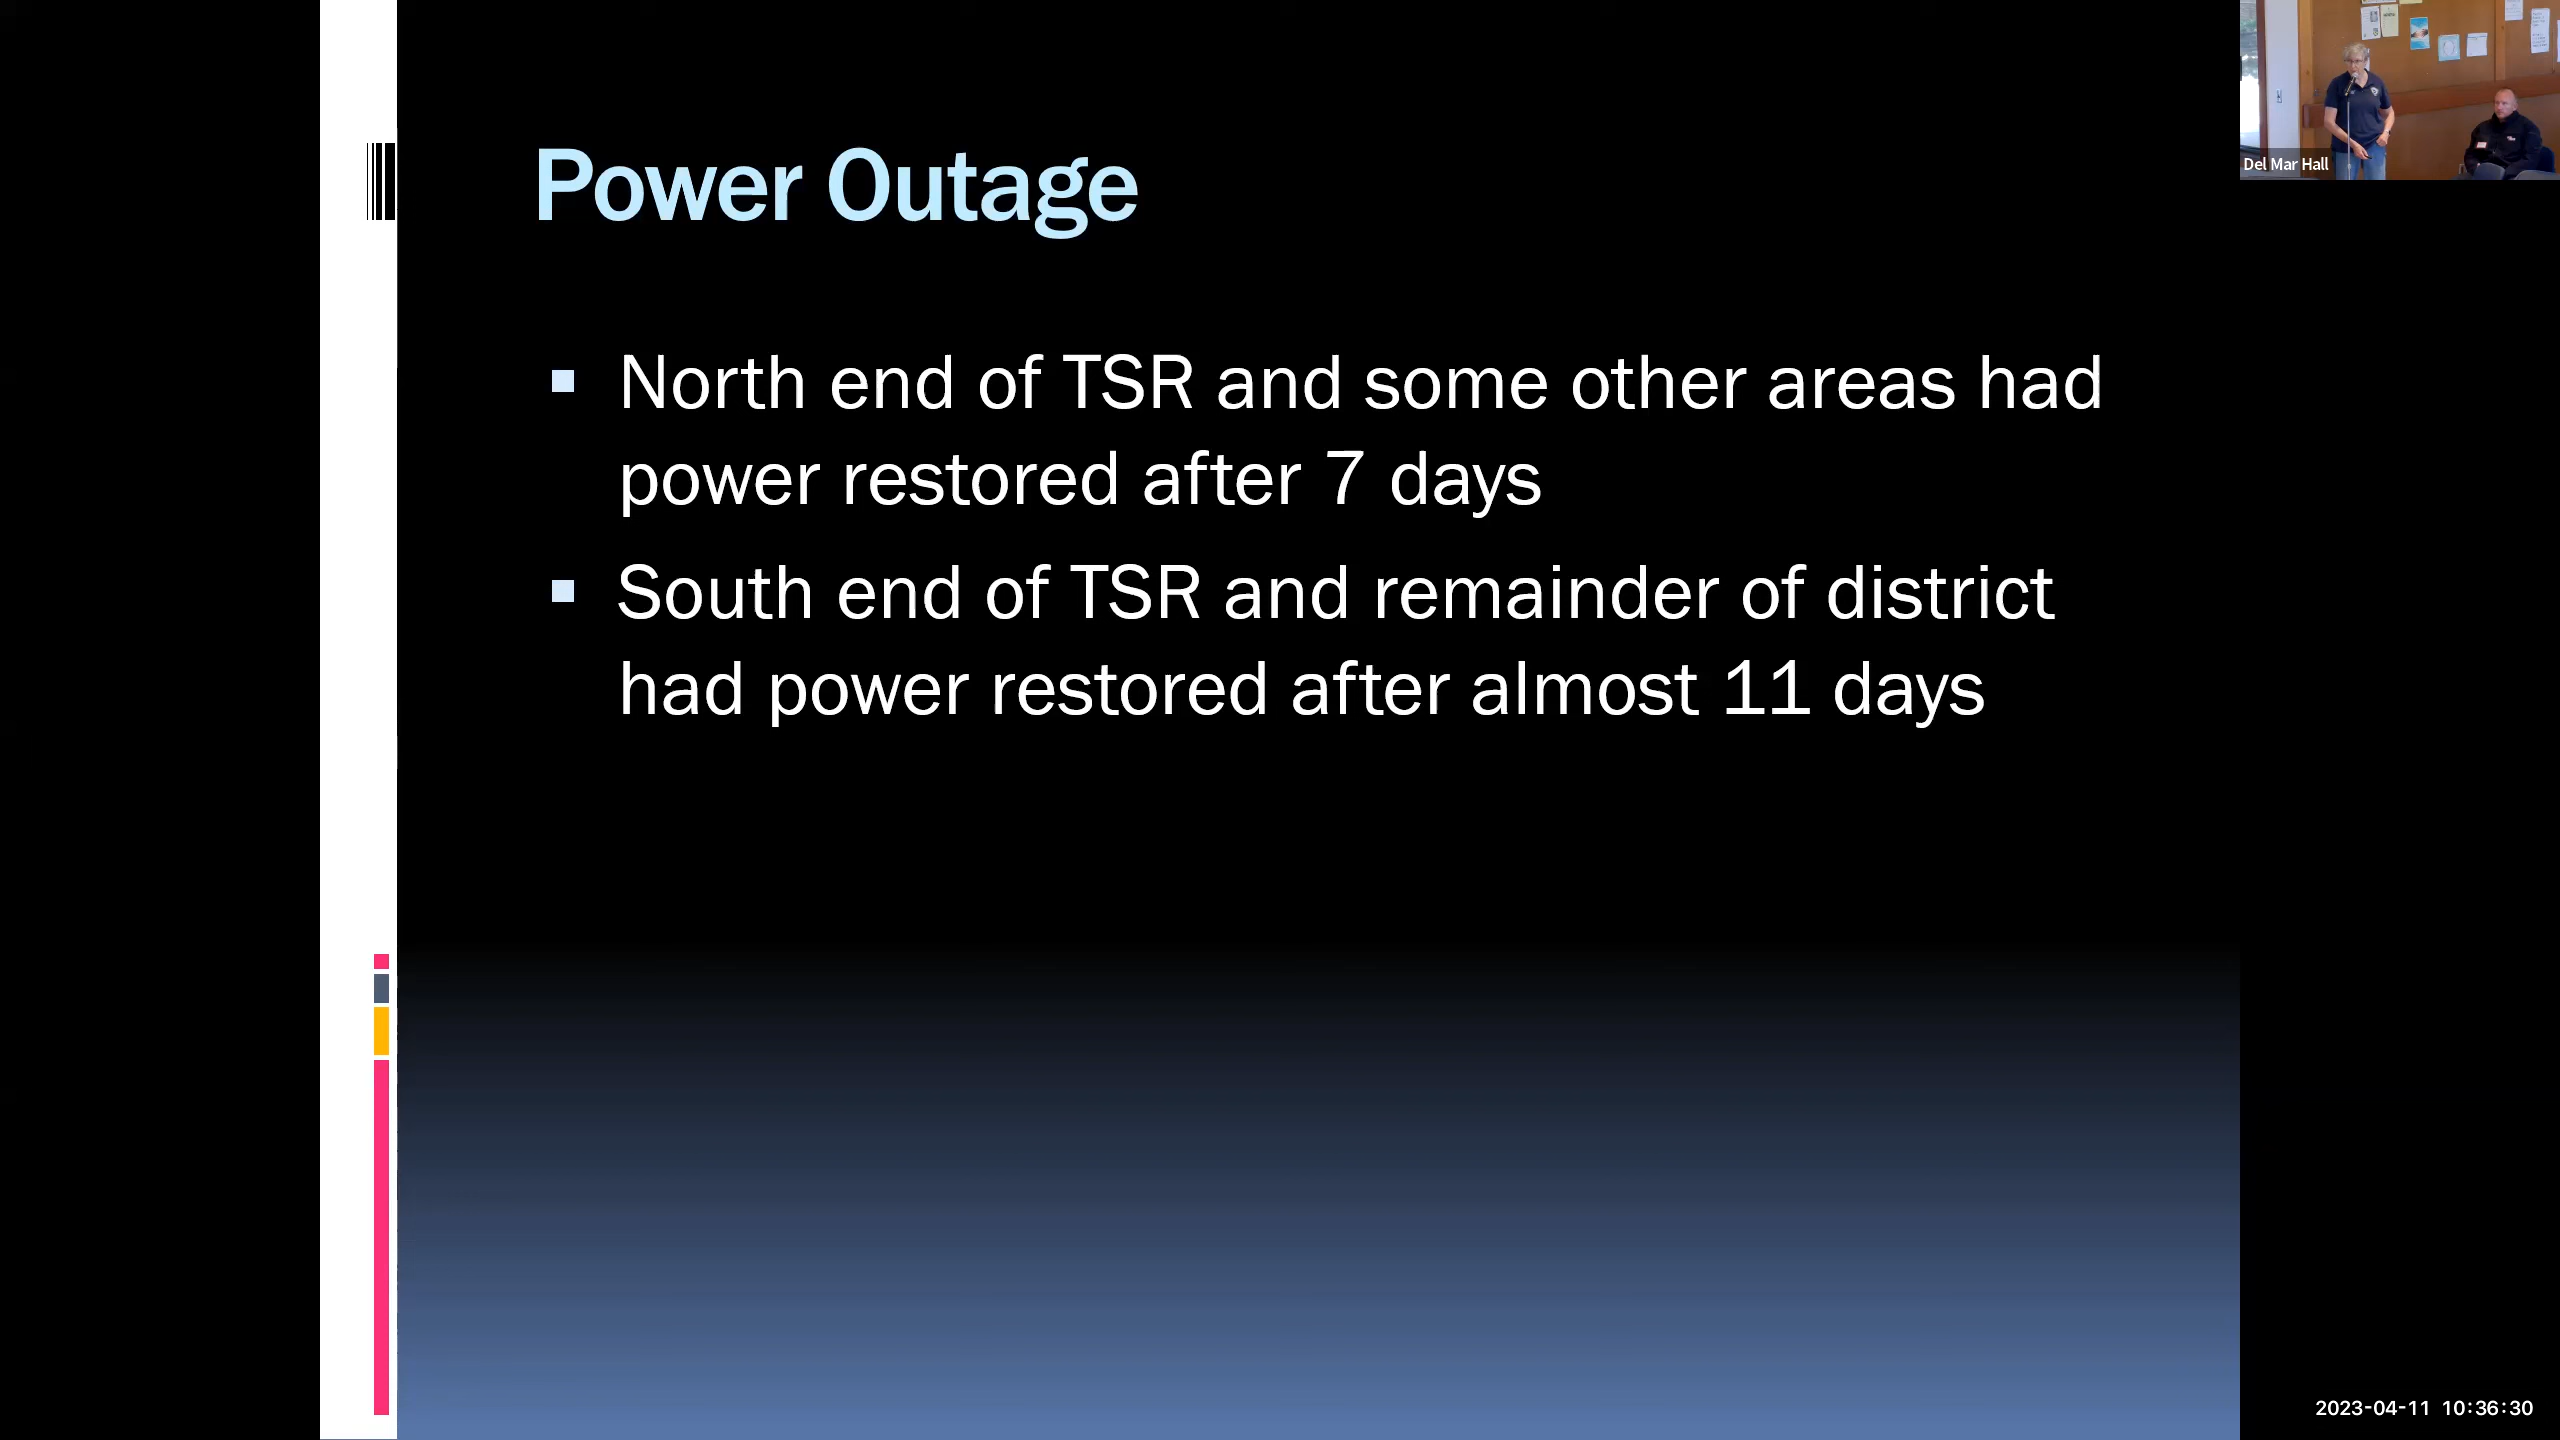 Power Outage
North end of TSR and some other areas had
power restored after 7 days
South end of TSR and remainder of district
had power restored after almost 11 days
Del Mar Hall
2023-04-11 10:36:30